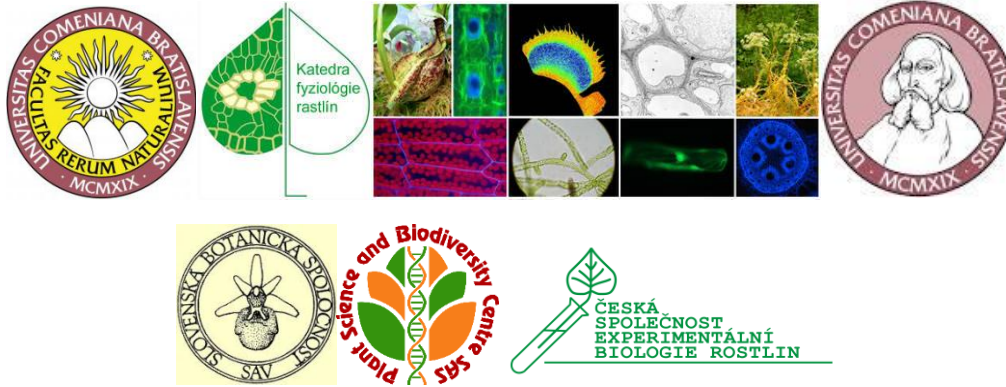 UNIVERSITAS COMENIANA BRATISLAVENSIS
FACULTAS RERUM NATURALIUM
· MCMXIX ·
Katedra
fyziológie
rastlín
UNIVERSITAS COMENIANA BRATISLAVENSIS
· MCMXIX ·
SLOVENSKÁ BOTANICKÁ SPOLOČNOSŤ
SAV
Plant Science and Biodiversity Centre SAS
ČESKÁ
SPOLEČNOST
EXPERIMENTÁLNÍ
BIOLOGIE ROSTLIN